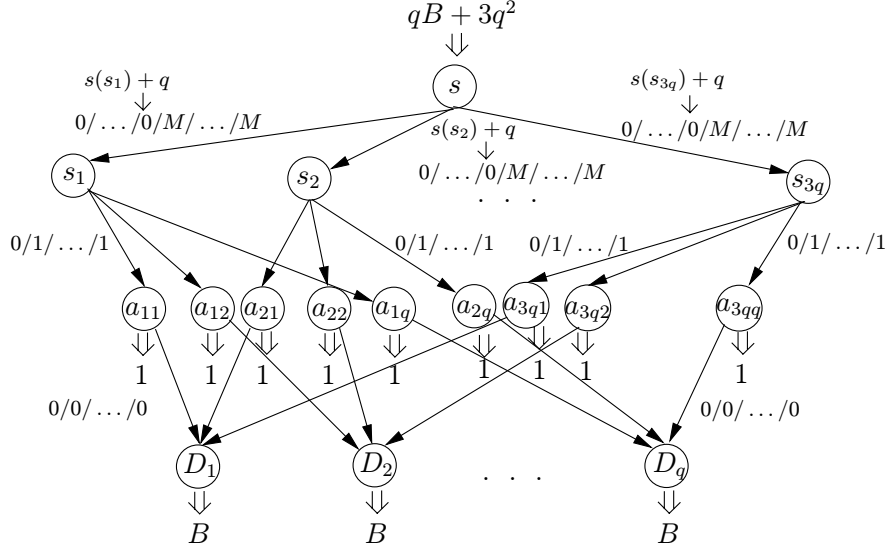 qB + 3q²
s
s(s₁) + q
s(s₃q) + q
0/ . . . /0/M/ . . . /M
s(s₂) + q
0/ . . . /0/M/ . . . /M
0/ . . . /0/M/ . . . /M
s₁ s₂ . . . s₃q
0/1/ . . . /1 0/1/ . . . /1 0/1/ . . . /1 0/1/ . . . /1
a₁₁ a₁₂ a₂₁ a₂₂ a₁q a₂q a₃q₁ a₃q₂ a₃qq
1 1 1 1 1 1 1 1 1
0/0/ . . . /0 0/0/ . . . /0
D₁ D₂ . . . Dq
B B B